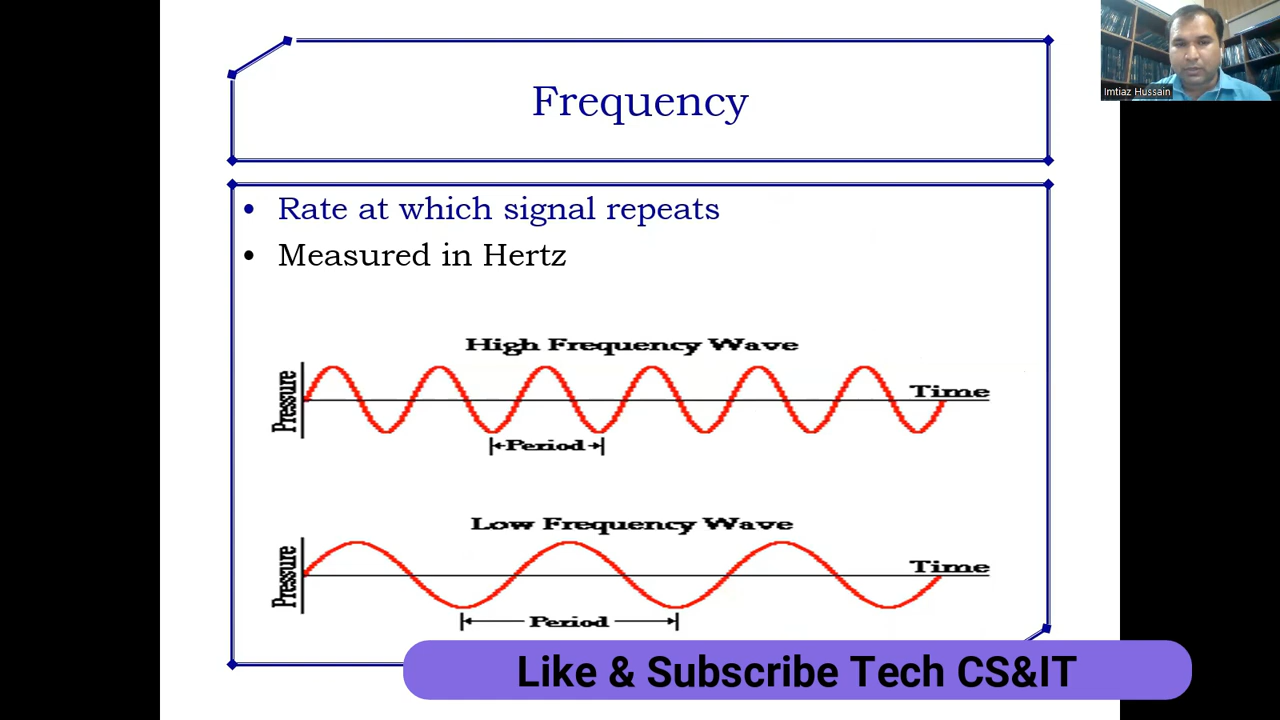 Imtiaz Hussain
Frequency
• Rate at which signal repeats
• Measured in Hertz
High Frequency Wave
Pressure
Time
Period
Low Frequency Wave
Pressure
Time
Period
Like & Subscribe Tech CS&IT